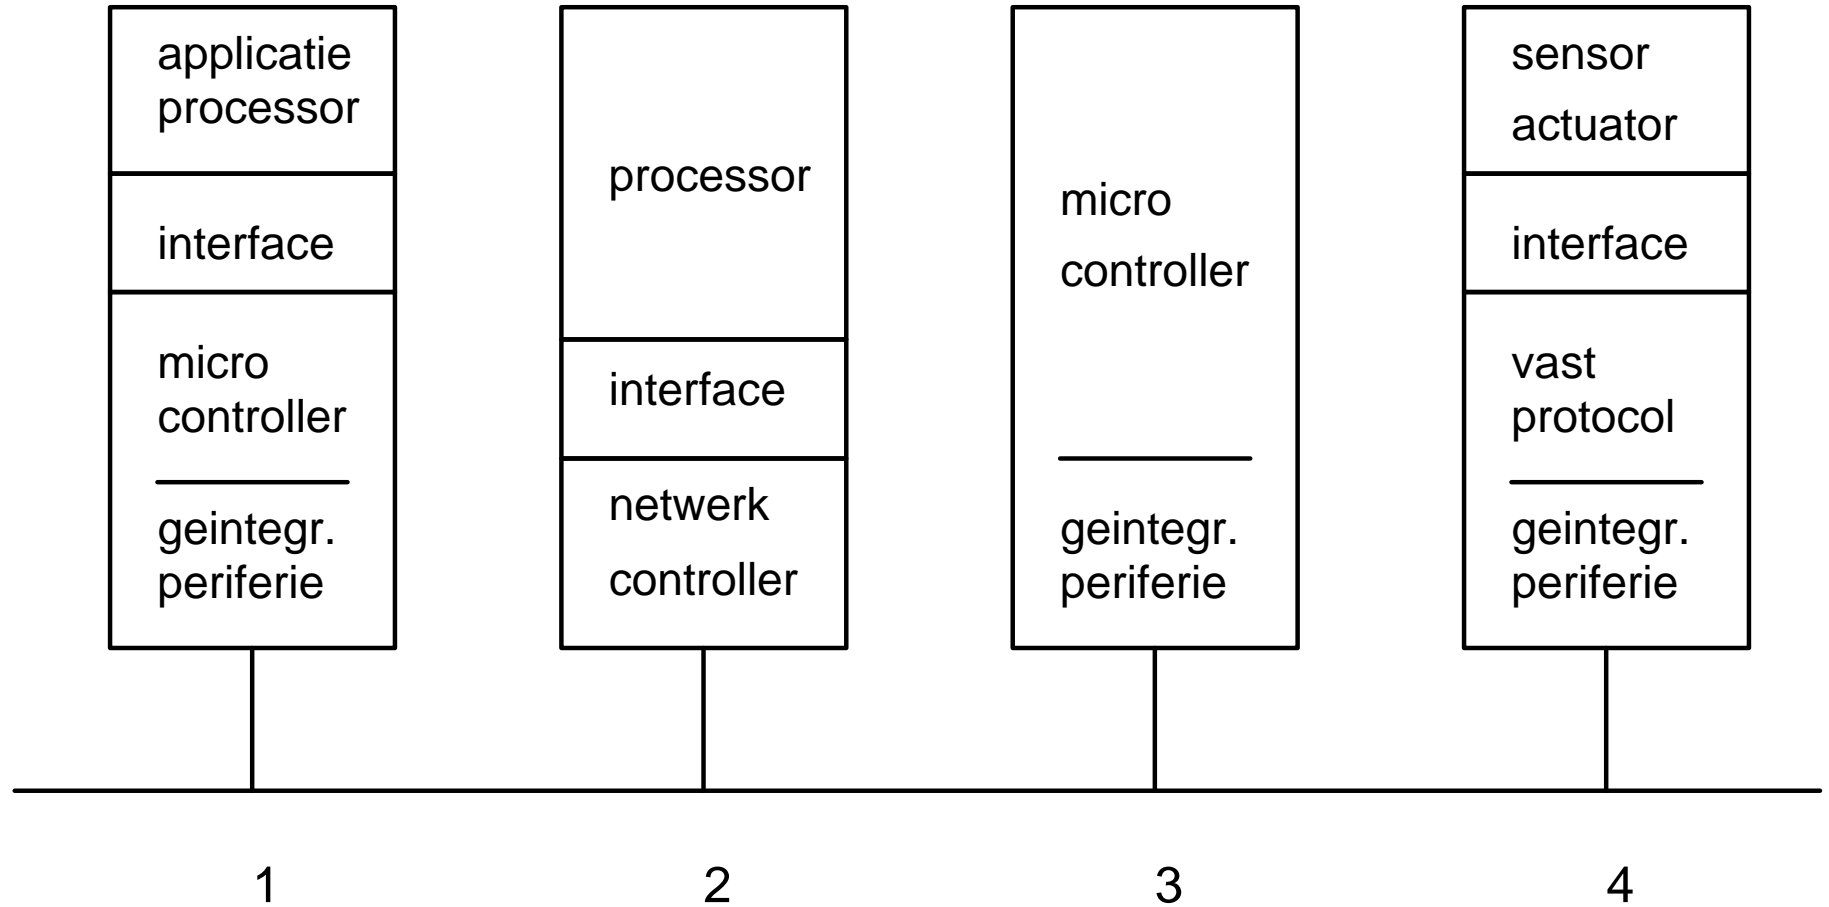 applicatie
processor
interface
micro
controller
geintegr.
periferie
processor
interface
netwerk
controller
micro
controller
geintegr.
periferie
sensor
actuator
interface
vast
protocol
geintegr.
periferie
1
2
3
4